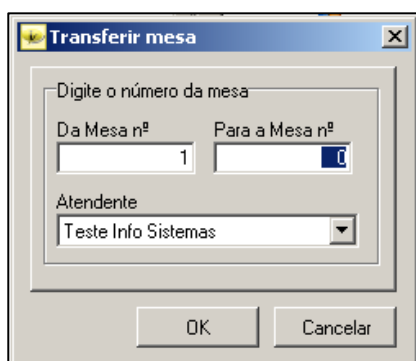 Transferir mesa
Digite o número da mesa
Da Mesa nº Para a Mesa nº
1 0
Atendente
Teste Info Sistemas
OK Cancelar